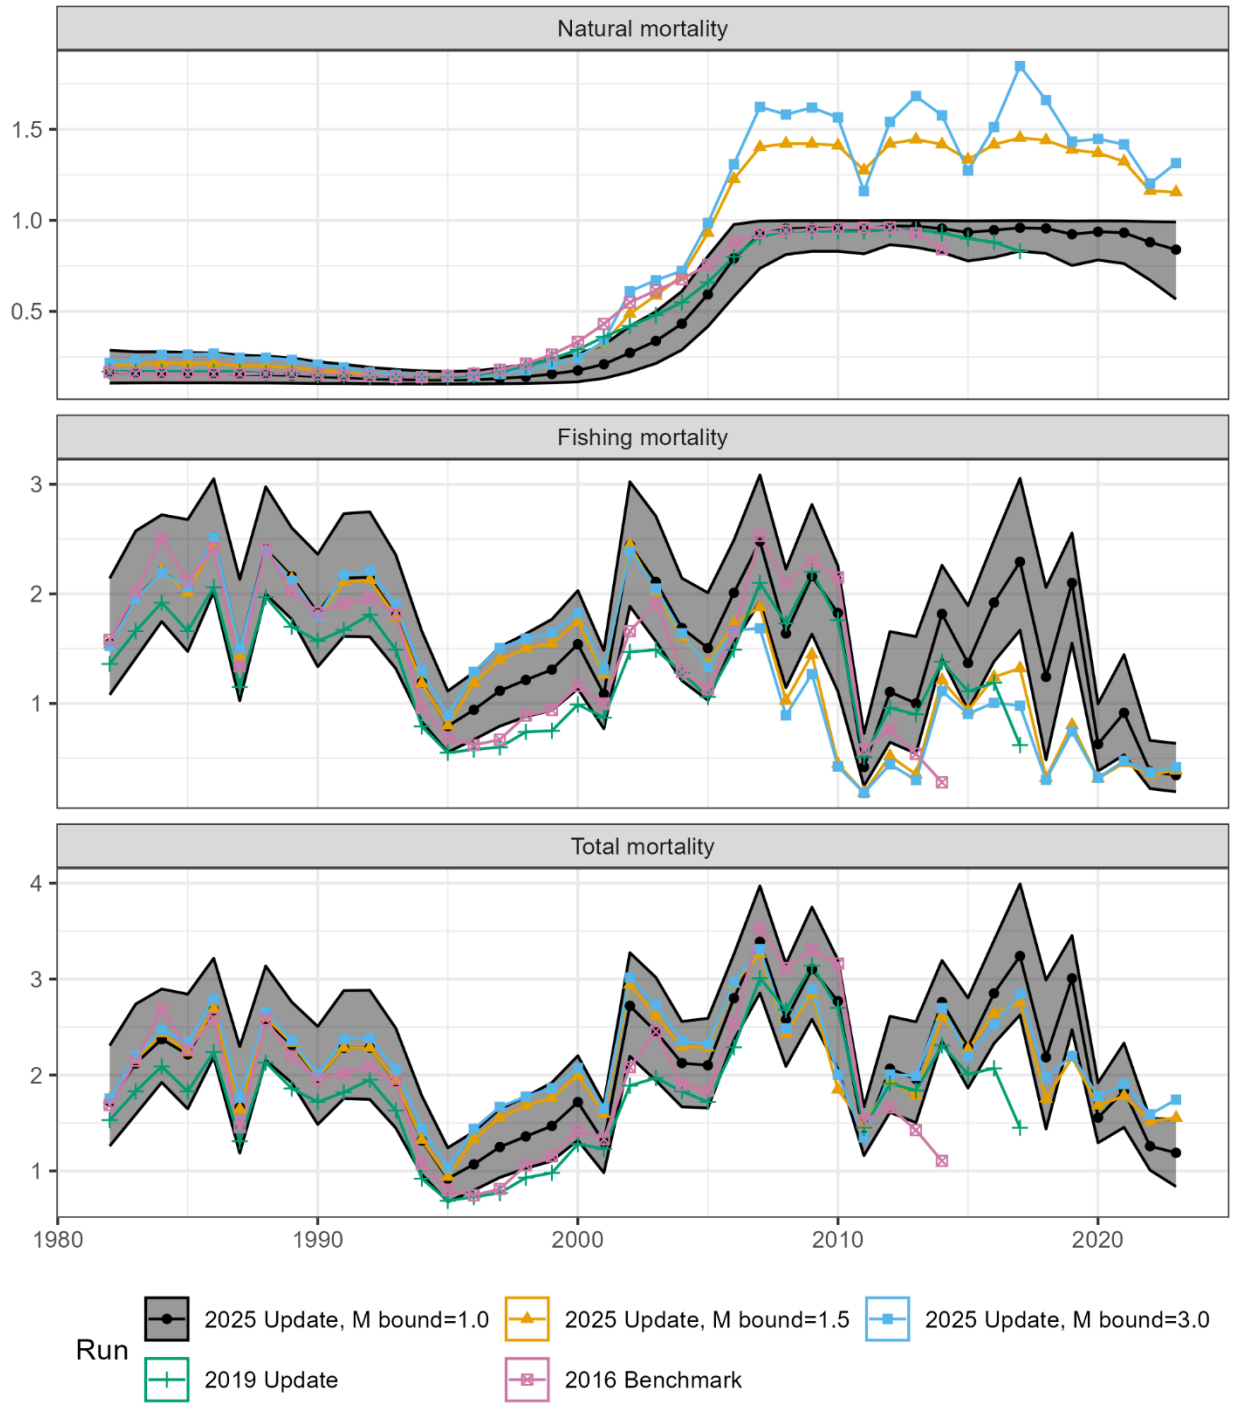 Natural mortality
1.5
1.0
0.5
Fishing mortality
3
2
1
Total mortality
4
3
2
1
1980 1990 2000 2010 2020
Run
2025 Update, M bound=1.0 2025 Update, M bound=1.5 2025 Update, M bound=3.0
2019 Update 2016 Benchmark